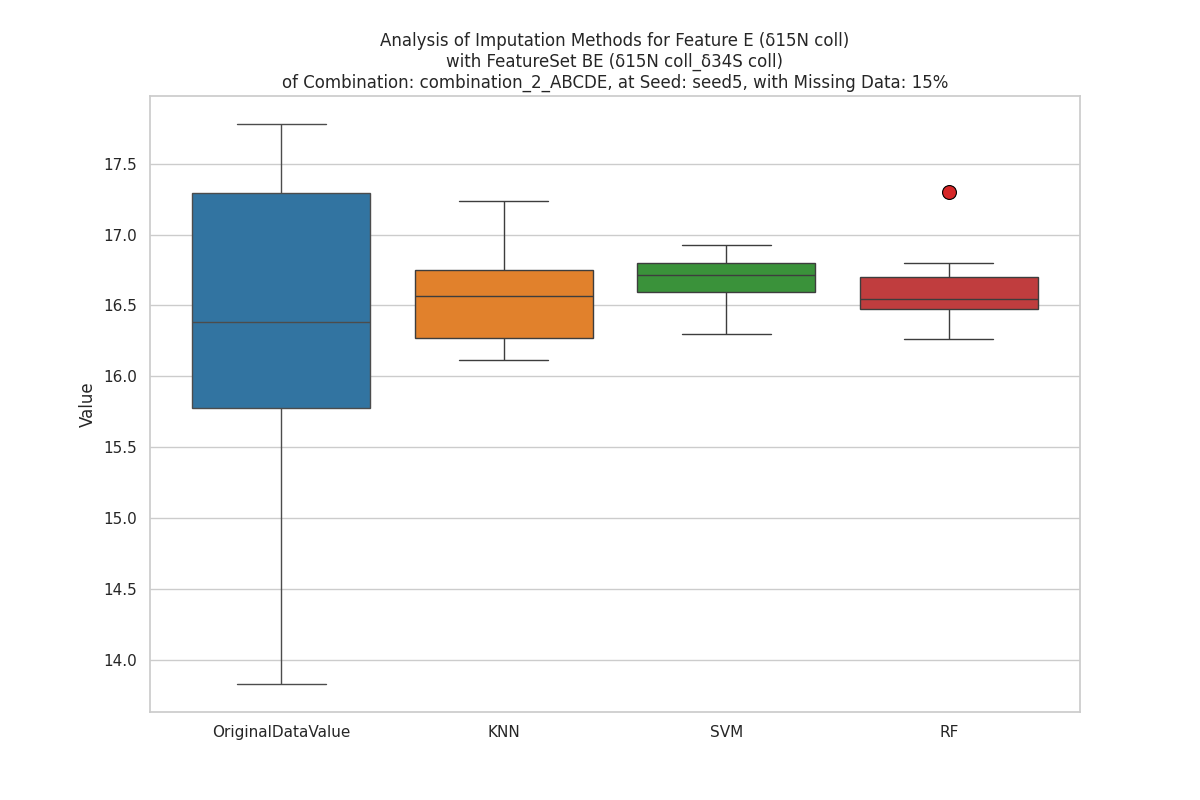 Analysis of Imputation Methods for Feature E (δ15N coll)
with FeatureSet BE (δ15N coll_δ34S coll)
of Combination: combination_2_ABCDE, at Seed: seed5, with Missing Data: 15%
17.5
17.0
16.5
16.0
15.5
15.0
14.5
14.0
Value
OriginalDataValue
KNN
SVM
RF